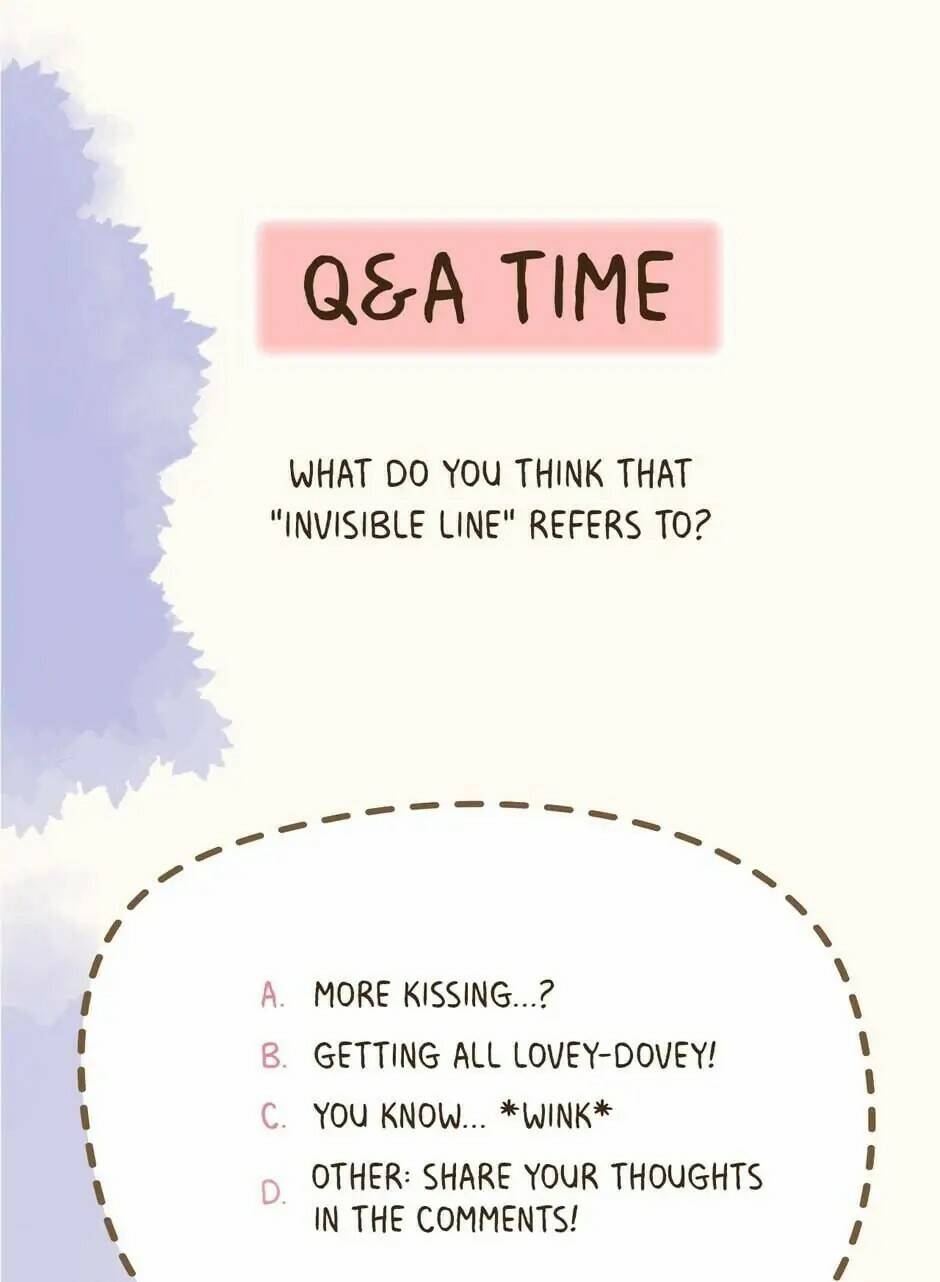 Q&A TIME
WHAT DO YOU THINK THAT
"INVISIBLE LINE" REFERS TO?
A. MORE KISSING...?
B. GETTING ALL LOVEY-DOVEY!
C. YOU KNOW... *WINK*
D. OTHER: SHARE YOUR THOUGHTS
IN THE COMMENTS!